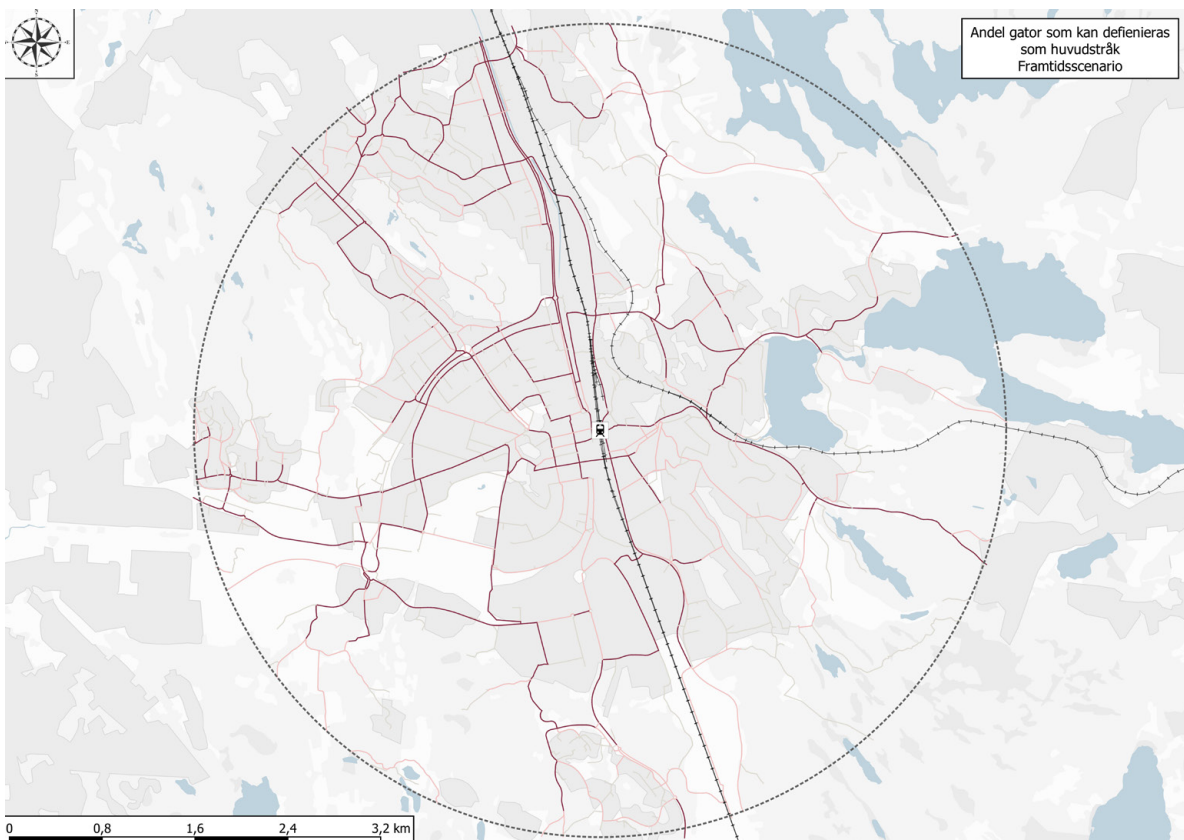 Andel gator som kan defienieras
som huvudstråk
Framtidsscenario
0 0,8 1,6 2,4 3,2 km